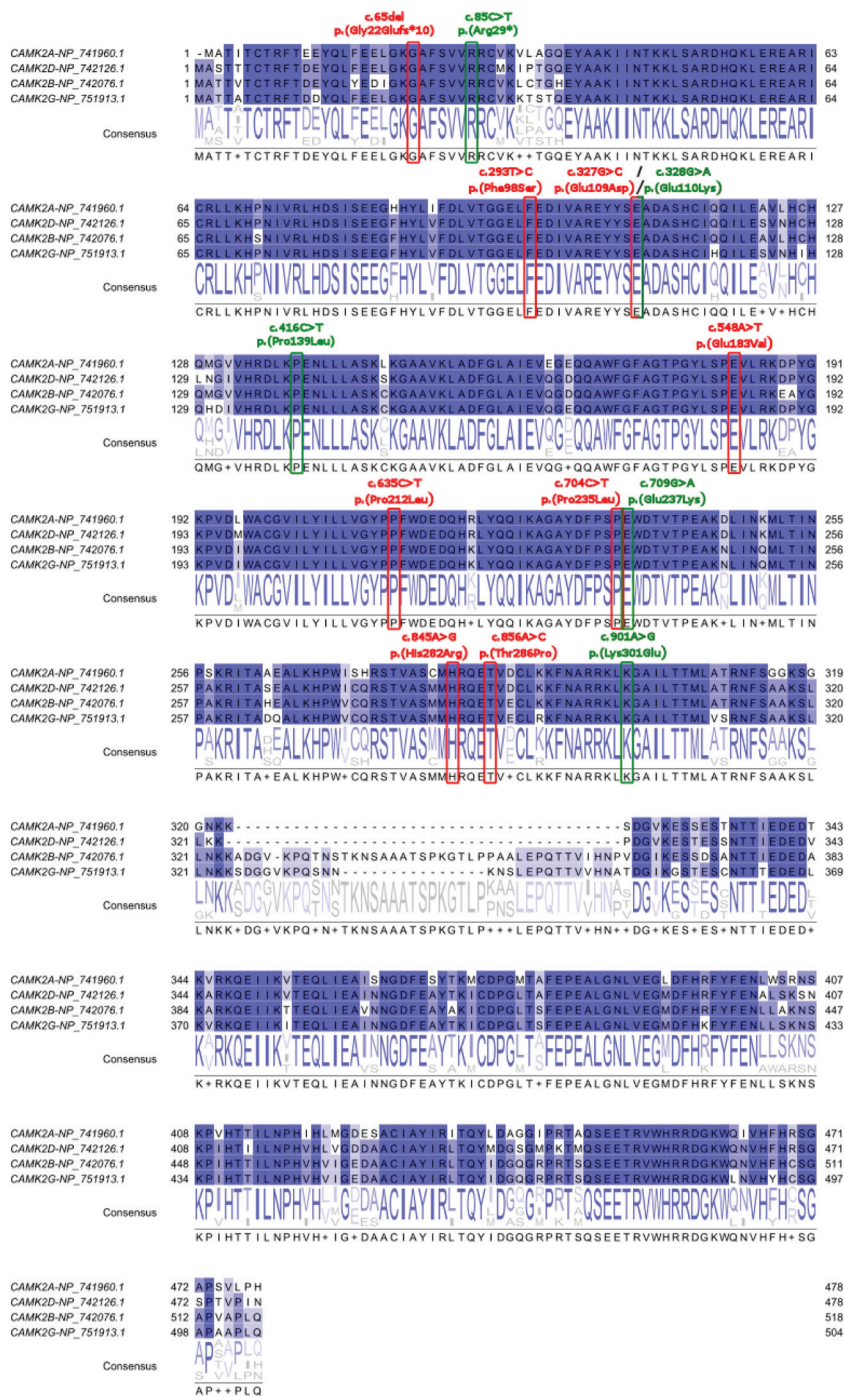 c.65del
p.(Gly22Glufs*10)
c.85C>T
p.(Arg29*)
CAMK2A-NP_741960.1 1 -MATITCTRFTEEYQLFEELGKGAFSVVRRCVKVLAGQEYAAKIINTKKLSARDHQKLEREARI 63
CAMK2D-NP_742126.1 1 MASTTTCTRFTDEYQLFEELGKGAFSVVRRCMKIPTGQEYAAKIINTKKLSARDHQKLEREARI 64
CAMK2B-NP_742076.1 1 MATTVTCTRFTDEYQLYEDIGKGAFSVVRRCVKLCTGHEYAAKIINTKKLSARDHQKLEREARI 64
CAMK2G-NP_751913.1 1 MATTATCTRFTDDYQLFEELGKGAFSVVRRCVKKTSTQEYAAKIINTKKLSARDHQKLEREARI 64
Consensus
MATT+TCTRFTDEYQLFEELGKGAFSVVRRCVK++TGQEYAAKIINTKKLSARDHQKLEREARI
c.293T>C
p.(Phe98Ser)
c.327G>C
p.(Glu109Asp)
/
/
c.328G>A
p.(Glu110Lys)
CAMK2A-NP_741960.1 64 CRLLKHPNIVRLHDSISEEGHHYLIFDLVTGGELFEDIVAREYYSEADASHCIQQILEAVLHCH 127
CAMK2D-NP_742126.1 65 CRLLKHPNIVRLHDSISEEGFHYLVFDLVTGGELFEDIVAREYYSEADASHCIQQILESVNHCH 128
CAMK2B-NP_742076.1 65 CRLLKHSNIVRLHDSISEEGFHYLVFDLVTGGELFEDIVAREYYSEADASHCIQQILEAVLHCH 128
CAMK2G-NP_751913.1 65 CRLLKHPNIVRLHDSISEEGFHYLVFDLVTGGELFEDIVAREYYSEADASHCIHQILESVNHIH 128
Consensus
CRLLKHPNIVRLHDSISEEGFHYLVFDLVTGGELFEDIVAREYYSEADASHCIQQILE+V+HCH
c.416C>T
p.(Pro139Leu)
c.548A>T
p.(Glu183Val)
CAMK2A-NP_741960.1 128 QMGVVHRDLKPENLLLASKLKGAAVKLADFGLAIEVEGEQQAWFGFAGTPGYLSPEVLRKDPYG 191
CAMK2D-NP_742126.1 129 LNGIVHRDLKPENLLLASKSKGAAVKLADFGLAIEVQGDQQAWFGFAGTPGYLSPEVLRKDPYG 192
CAMK2B-NP_742076.1 129 QMGVVHRDLKPENLLLASKCKGAAVKLADFGLAIEVQGDQQAWFGFAGTPGYLSPEVLRKEAYG 192
CAMK2G-NP_751913.1 129 QHDIVHRDLKPENLLLASKCKGAAVKLADFGLAIEVQGEQQAWFGFAGTPGYLSPEVLRKDPYG 192
Consensus
QMG+VHRDLKPENLLLASKCKGAAVKLADFGLAIEVQG+QQAWFGFAGTPGYLSPEVLRKDPYG
c.635C>T
p.(Pro212Leu)
c.704C>T
p.(Pro235Leu)
c.709G>A
p.(Glu237Lys)
CAMK2A-NP_741960.1 192 KPVDLWACGVILYILLVGYPPFWDEDQHRLYQQIKAGAYDFPSPEWDTVTPEAKDLINKMLTIN 255
CAMK2D-NP_742126.1 193 KPVDMWACGVILYILLVGYPPFWDEDQHRLYQQIKAGAYDFPSPEWDTVTPEAKDLINKMLTIN 256
CAMK2B-NP_742076.1 193 KPVDIWACGVILYILLVGYPPFWDEDQHKLYQQIKAGAYDFPSPEWDTVTPEAKNLINQMLTIN 256
CAMK2G-NP_751913.1 193 KPVDIWACGVILYILLVGYPPFWDEDQHKLYQQIKAGAYDFPSPEWDTVTPEAKNLINQMLTIN 256
Consensus
KPVDIWACGVILYILLVGYPPFWDEDQH+LYQQIKAGAYDFPSPEWDTVTPEAK+LIN+MLTIN
c.845A>G
p.(His282Arg)
c.856A>C
p.(Thr286Pro)
c.901A>G
p.(Lys301Glu)
CAMK2A-NP_741960.1 256 PSKRITAAEALKHPWISHRSTVASCMHRQETVDCLKKFNARRKLKGAILTTMLATRNFSGGKSG 319
CAMK2D-NP_742126.1 257 PAKRITASEALKHPWICQRSTVASMMHRQETVDCLKKFNARRKLKGAILTTMLATRNFSAAKSL 320
CAMK2B-NP_742076.1 257 PAKRITAHEALKHPWVCQRSTVASMMHRQETVECLKKFNARRKLKGAILTTMLATRNFSAAKSL 320
CAMK2G-NP_751913.1 257 PAKRITADQALKHPWVCQRSTVASMMHRQETVECLRKFNARRKLKGAILTTMLVSRNFSAAKSL 320
Consensus
PAKRITA+EALKHPW+CQRSTVASMMHRQETV+CLKKFNARRKLKGAILTTMLATRNFSAAKSL
CAMK2A-NP_741960.1 320 GNKK-----------------------------------------SDGVKESSESTNTTIEDEDT 343
CAMK2D-NP_742126.1 321 LKK------------------------------------------PDGVKESTESSNTTIEDEDV 343
CAMK2B-NP_742076.1 321 LNKKADGV-KPQTNSTKNSAAATSPKGTLPPAALEPQTTVIHNPVDGIKESSDSANTTIEDEDA 383
CAMK2G-NP_751913.1 321 LNKKSDGGVKPQSNN--------------KNSLEPQTTVVHNATDGIKGSTESCNTTTEDEDL 369
Consensus
LNKK+DG+VKPQ+N+TKNSAAATSPKGTLP+++LEPQTTV+HN++DG+KES+ES+NTTIEDED+
CAMK2A-NP_741960.1 344 KVRKQEIIKVTEQLIEAISNGDFESYTKMCDPGMTAFEPEALGNLVEGLDFHRFYFENLWSRNS 407
CAMK2D-NP_742126.1 344 KARKQEIIKVTEQLIEAINNGDFEAYTKICDPGLTAFEPEALGNLVEGMDFHRFYFENALSKSN 407
CAMK2B-NP_742076.1 384 KARKQEIIKVTEQLIEAVNNGDFEAYAKICDPGLTSFEPEALGNLVEGMDFHRFYFENLLAKNS 447
CAMK2G-NP_751913.1 370 KVRKQEIIKITEQLIEAINNGDFEAYTKICDPGLTSFEPEALGNLVEGMDFHKFYFENLLSKNS 433
Consensus
K+RKQEIIKVTEQLIEAINNGDFEAYTKICDPGLT+FEPEALGNLVEGMDFHRFYFENLLSKNS
CAMK2A-NP_741960.1 408 KPVHTTILNPHIHLMGDESACIAYIRITQYLDAGGIPRTAQSEETRVWHRRDGKWQIVHFHRSG 471
CAMK2D-NP_742126.1 408 KPIHTIILNPHVHLVGDDAACIAYIRLTQYMDGSGMPKTMQSEETRVWHRRDGKWQNVHFHRSG 471
CAMK2B-NP_742076.1 448 KPIHTTILNPHVHVIGEDAACIAYIRLTQYIDGQGRPRTSQSEETRVWHRRDGKWQNVHFHCSG 511
CAMK2G-NP_751913.1 434 KPIHTTILNPHVHVIGEDAACIAYIRLTQYIDGQGRPRTSQSEETRVWHRRDGKWLNVHYHCSG 497
Consensus
KPIHTTILNPHVH+IG+DAACIAYIRLTQYIDGQGRPRTSQSEETRVWHRRDGKWQNVHFH+SG
CAMK2A-NP_741960.1 472 APSVLPH 478
CAMK2D-NP_742126.1 472 SPTVPIN 478
CAMK2B-NP_742076.1 512 APVAPLQ 518
CAMK2G-NP_751913.1 498 APAAPLQ 504
Consensus
AP++PLQ